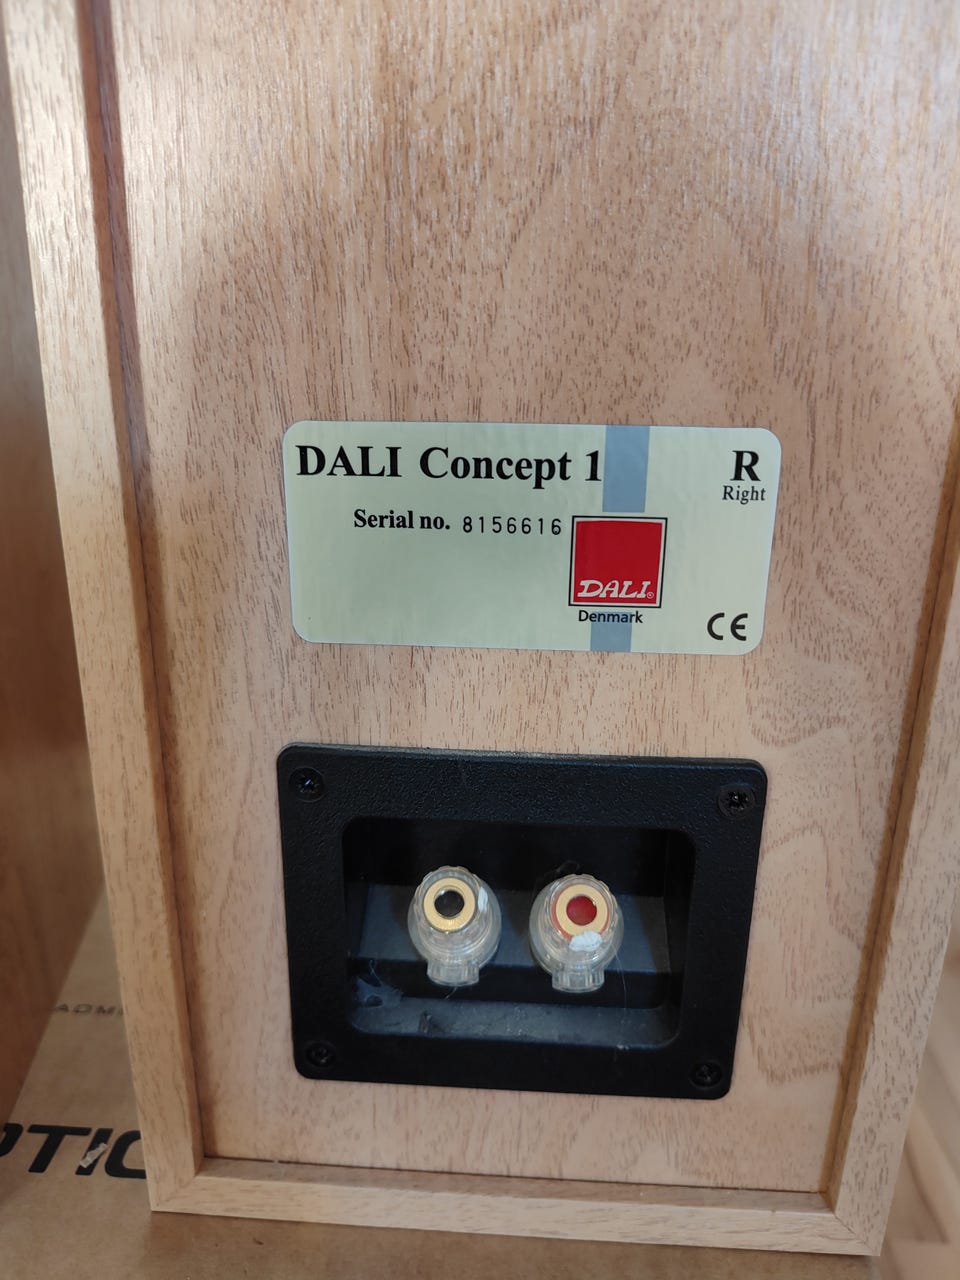 DALI Concept 1
R
Right
Serial no. 8156616
DALI®
Denmark
CE